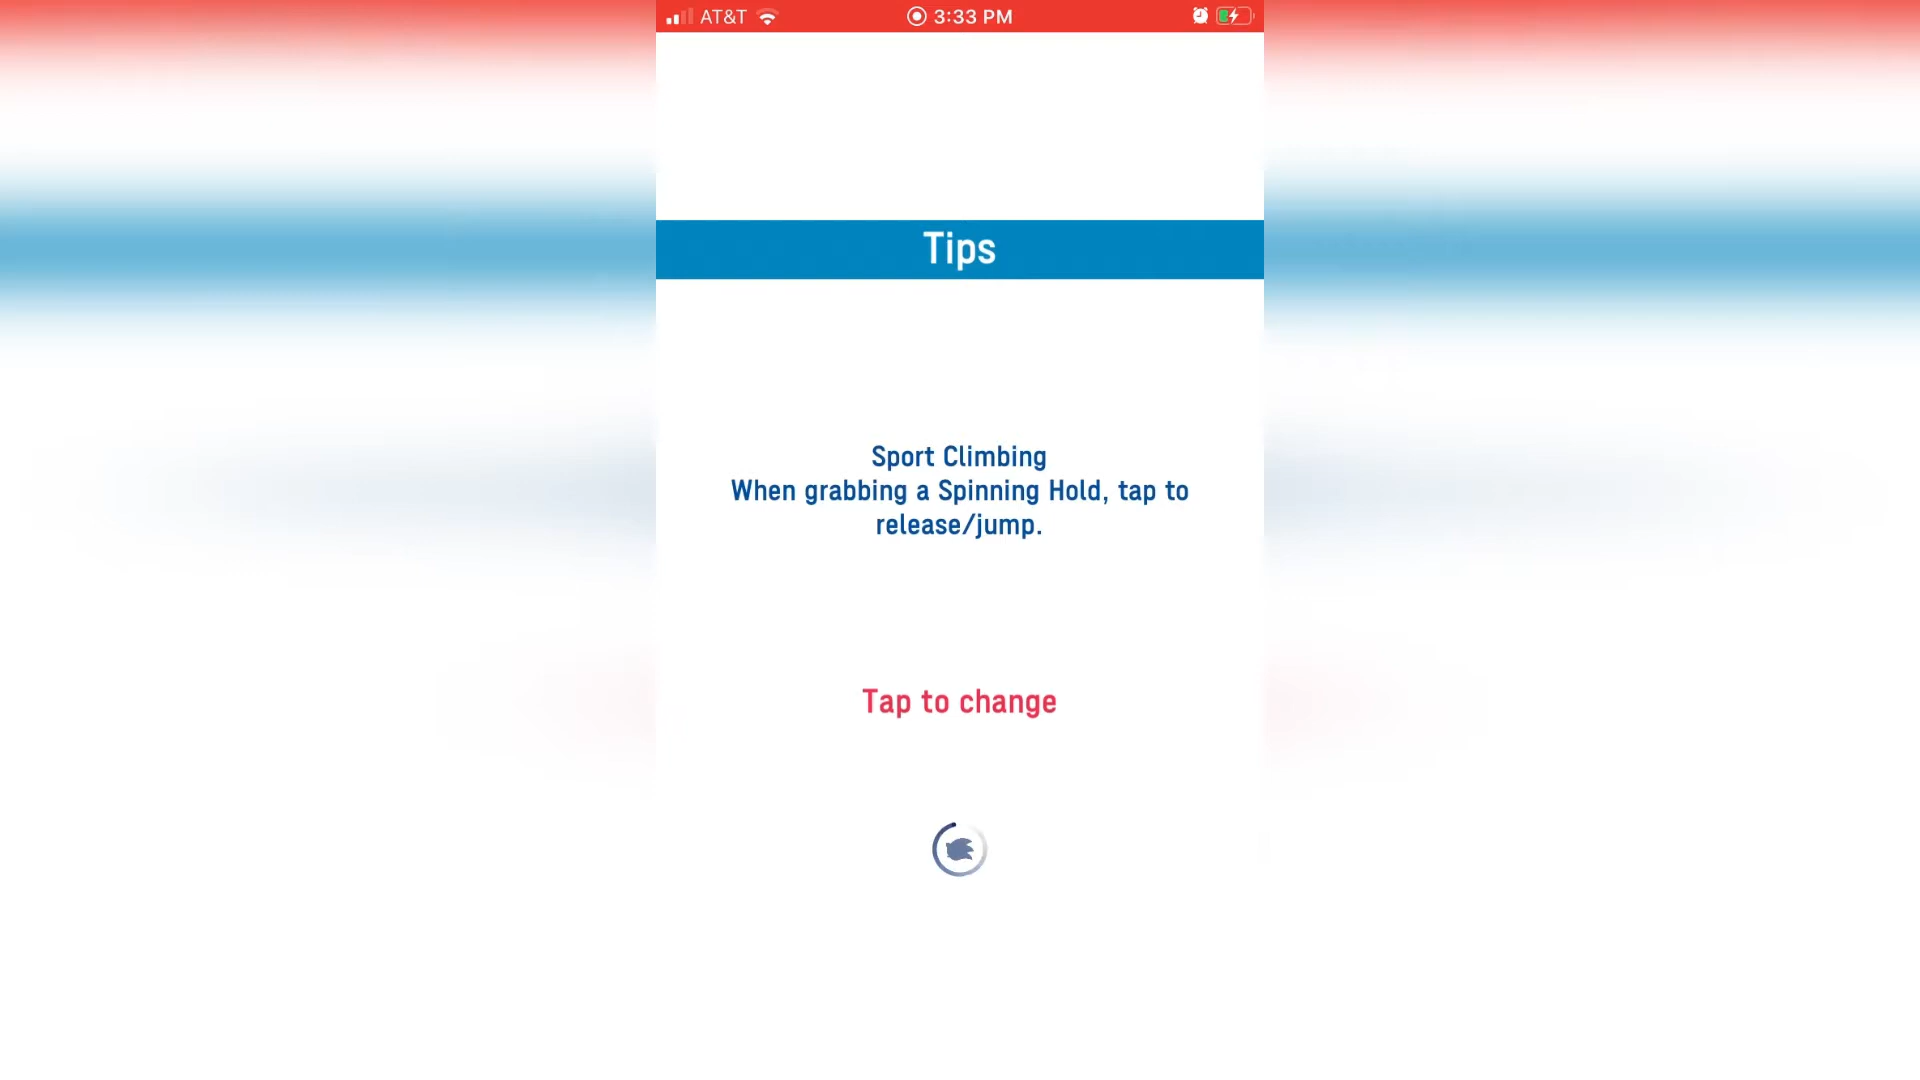 AT&T 3:33 PM
Tips
Sport Climbing
When grabbing a Spinning Hold, tap to
release/jump.
Tap to change